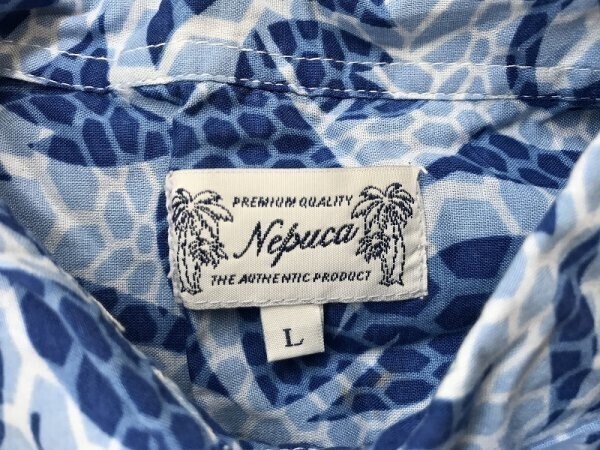 PREMIUM QUALITY
Nepuca
THE AUTHENTIC PRODUCT
L